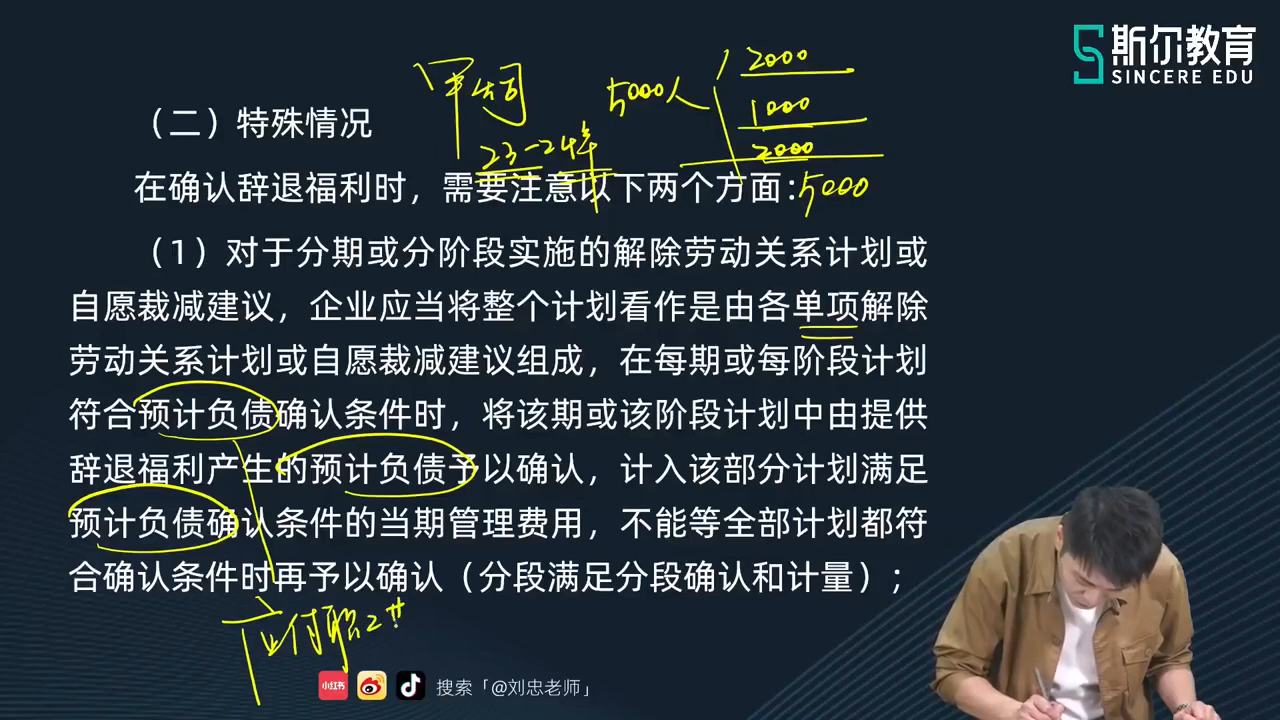 斯尔教育
SINCERE EDU
甲公司
5000人
2000
1000
2000
23-24年
5000
（二）特殊情况
在确认辞退福利时，需要注意以下两个方面：
（1）对于分期或分阶段实施的解除劳动关系计划或
自愿裁减建议，企业应当将整个计划看作是由各单项解除
劳动关系计划或自愿裁减建议组成，在每期或每阶段计划
符合预计负债确认条件时，将该期或该阶段计划中由提供
辞退福利产生的预计负债予以确认，计入该部分计划满足
预计负债确认条件的当期管理费用，不能等全部计划都符
合确认条件时再予以确认（分段满足分段确认和计量）；
应付职工
小红书
搜索「@刘忠老师」